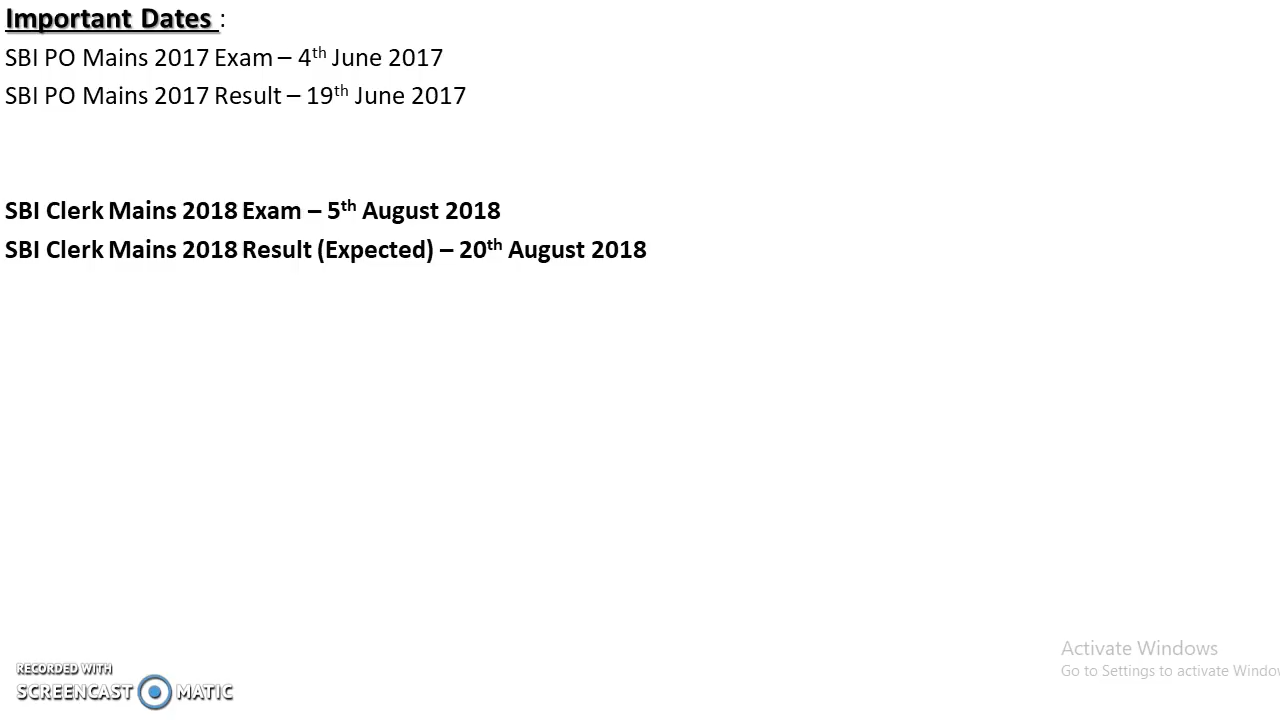 Important Dates :
SBI PO Mains 2017 Exam – 4th June 2017
SBI PO Mains 2017 Result – 19th June 2017
SBI Clerk Mains 2018 Exam – 5th August 2018
SBI Clerk Mains 2018 Result (Expected) – 20th August 2018
Activate Windows
Go to Settings to activate Windo
RECORDED WITH
SCREENCAST MATIC